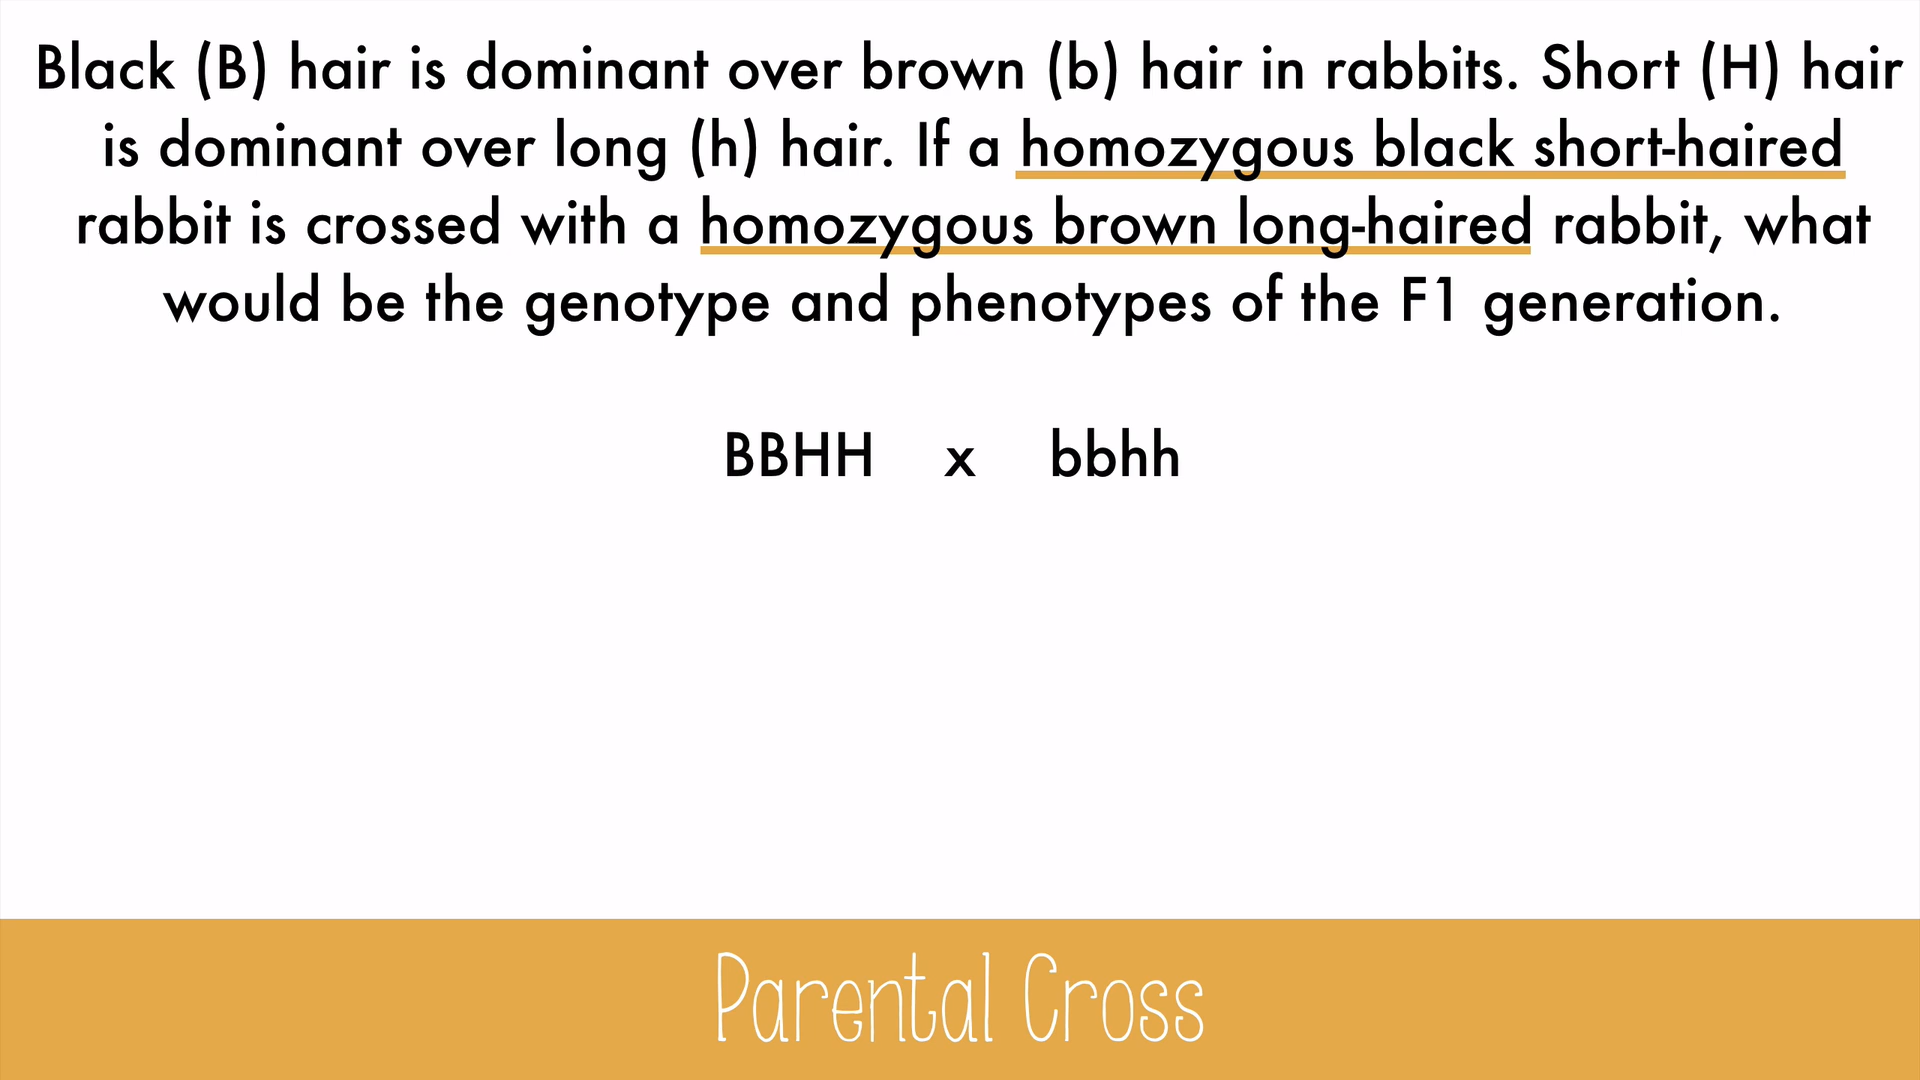 Black (B) hair is dominant over brown (b) hair in rabbits. Short (H) hair
is dominant over long (h) hair. If a homozygous black short-haired
rabbit is crossed with a homozygous brown long-haired rabbit, what
would be the genotype and phenotypes of the F1 generation.
BBHH x bbhh
Parental Cross